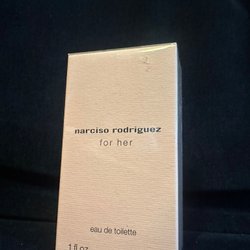 narciso rodriguez
for her
eau de toilette
1 fl oz